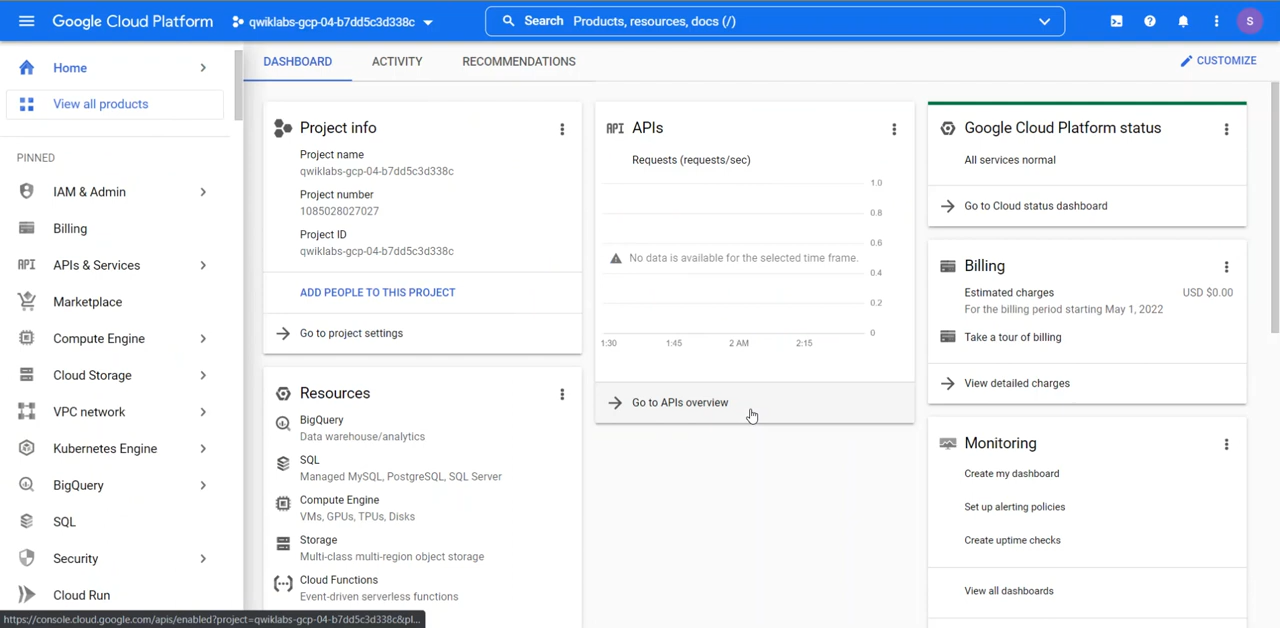 Google Cloud Platform
qwiklabs-gcp-04-b7dd5c3d338c
Search Products, resources, docs (/)
S
Home
View all products
PINNED
IAM & Admin
Billing
APIs & Services
Marketplace
Compute Engine
Cloud Storage
VPC network
Kubernetes Engine
BigQuery
SQL
Security
Cloud Run
DASHBOARD
ACTIVITY
RECOMMENDATIONS
CUSTOMIZE
Project info
Project name
qwiklabs-gcp-04-b7dd5c3d338c
Project number
1085028027027
Project ID
qwiklabs-gcp-04-b7dd5c3d338c
ADD PEOPLE TO THIS PROJECT
Go to project settings
Resources
BigQuery
Data warehouse/analytics
SQL
Managed MySQL, PostgreSQL, SQL Server
Compute Engine
VMs, GPUs, TPUs, Disks
Storage
Multi-class multi-region object storage
Cloud Functions
Event-driven serverless functions
API APIs
Requests (requests/sec)
1.0
0.8
0.6
No data is available for the selected time frame.
0.4
0.2
0
1:30 1:45 2 AM 2:15
Go to APIs overview
Google Cloud Platform status
All services normal
Go to Cloud status dashboard
Billing
Estimated charges USD $0.00
For the billing period starting May 1, 2022
Take a tour of billing
View detailed charges
Monitoring
Create my dashboard
Set up alerting policies
Create uptime checks
View all dashboards
https://console.cloud.google.com/apis/enabled?project=qwiklabs-gcp-04-b7dd5c3d338c&pl...